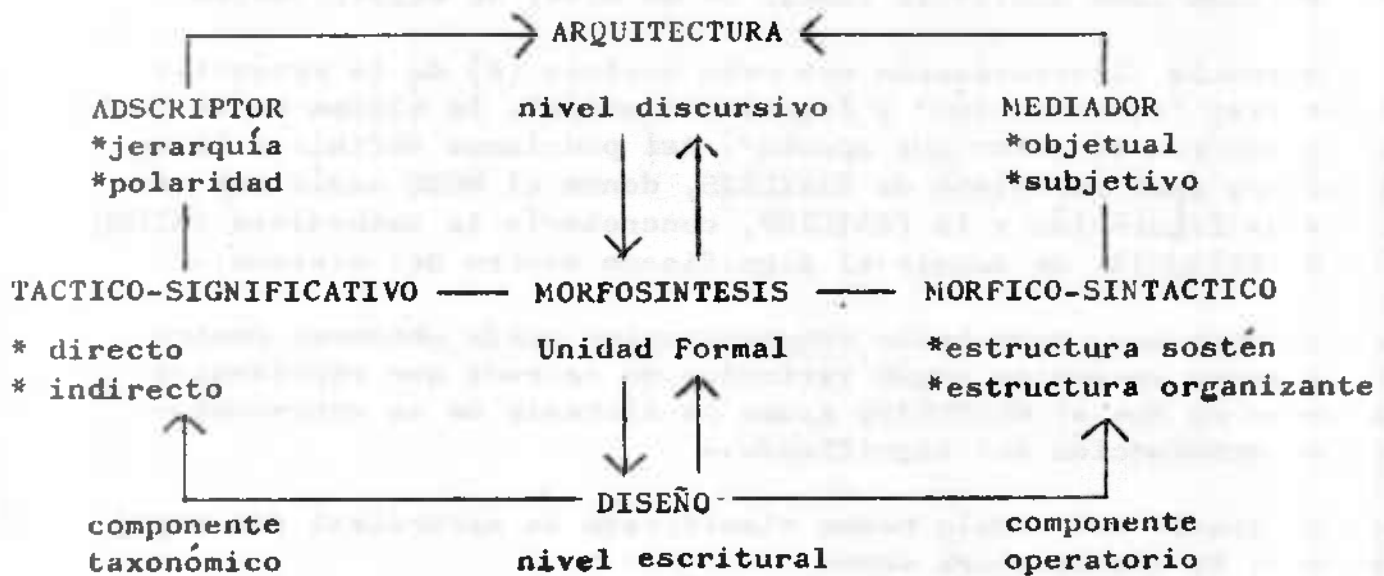 ARQUITECTURA
ADSCRIPTOR nivel discursivo MEDIADOR
*jerarquía *objetual
*polaridad *subjetivo
TACTICO-SIGNIFICATIVO MORFOSINTESIS MORFICO-SINTACTICO
* directo Unidad Formal *estructura sostén
* indirecto *estructura organizante
DISEÑO
componente componente
taxonómico nivel escritural operatorio